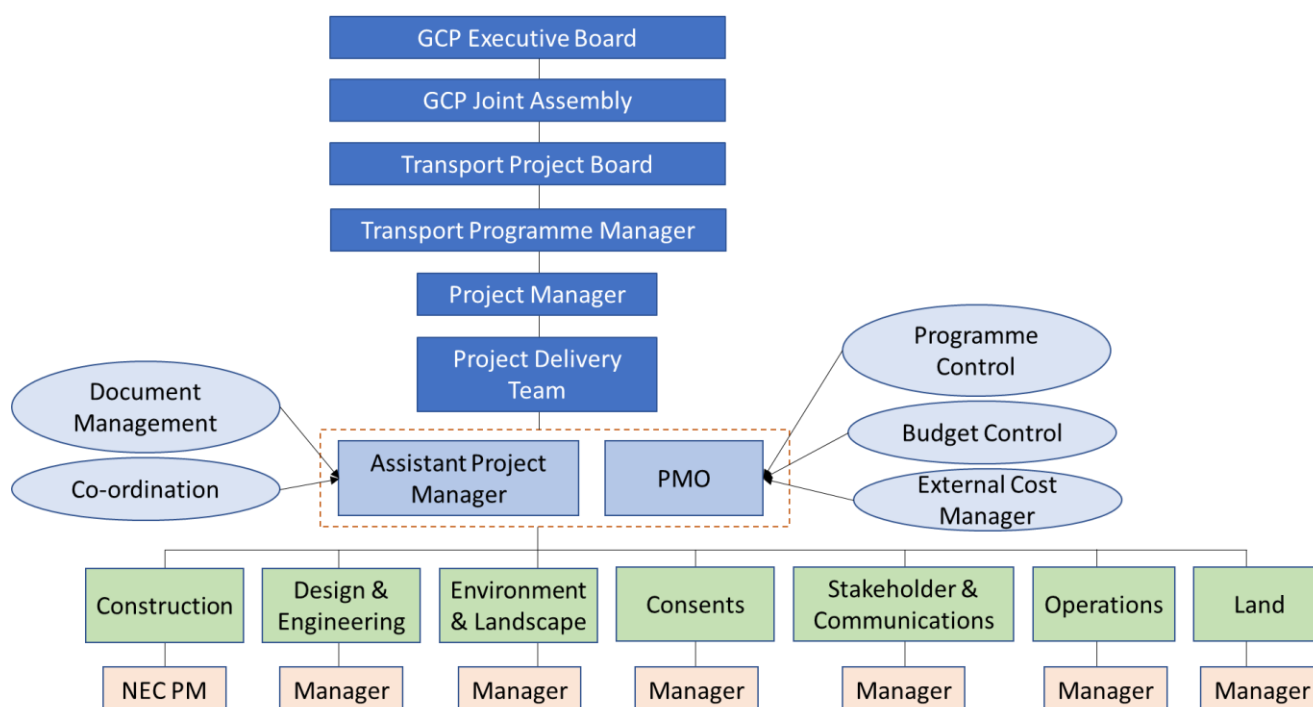 GCP Executive Board
GCP Joint Assembly
Transport Project Board
Transport Programme Manager
Project Manager
Project Delivery
Team
Programme
Control
Document
Management
Budget Control
Assistant Project
Manager
PMO
Co-ordination
External Cost
Manager
Construction
Design &
Engineering
Environment
& Landscape
Consents
Stakeholder &
Communications
Operations
Land
NEC PM
Manager
Manager
Manager
Manager
Manager
Manager